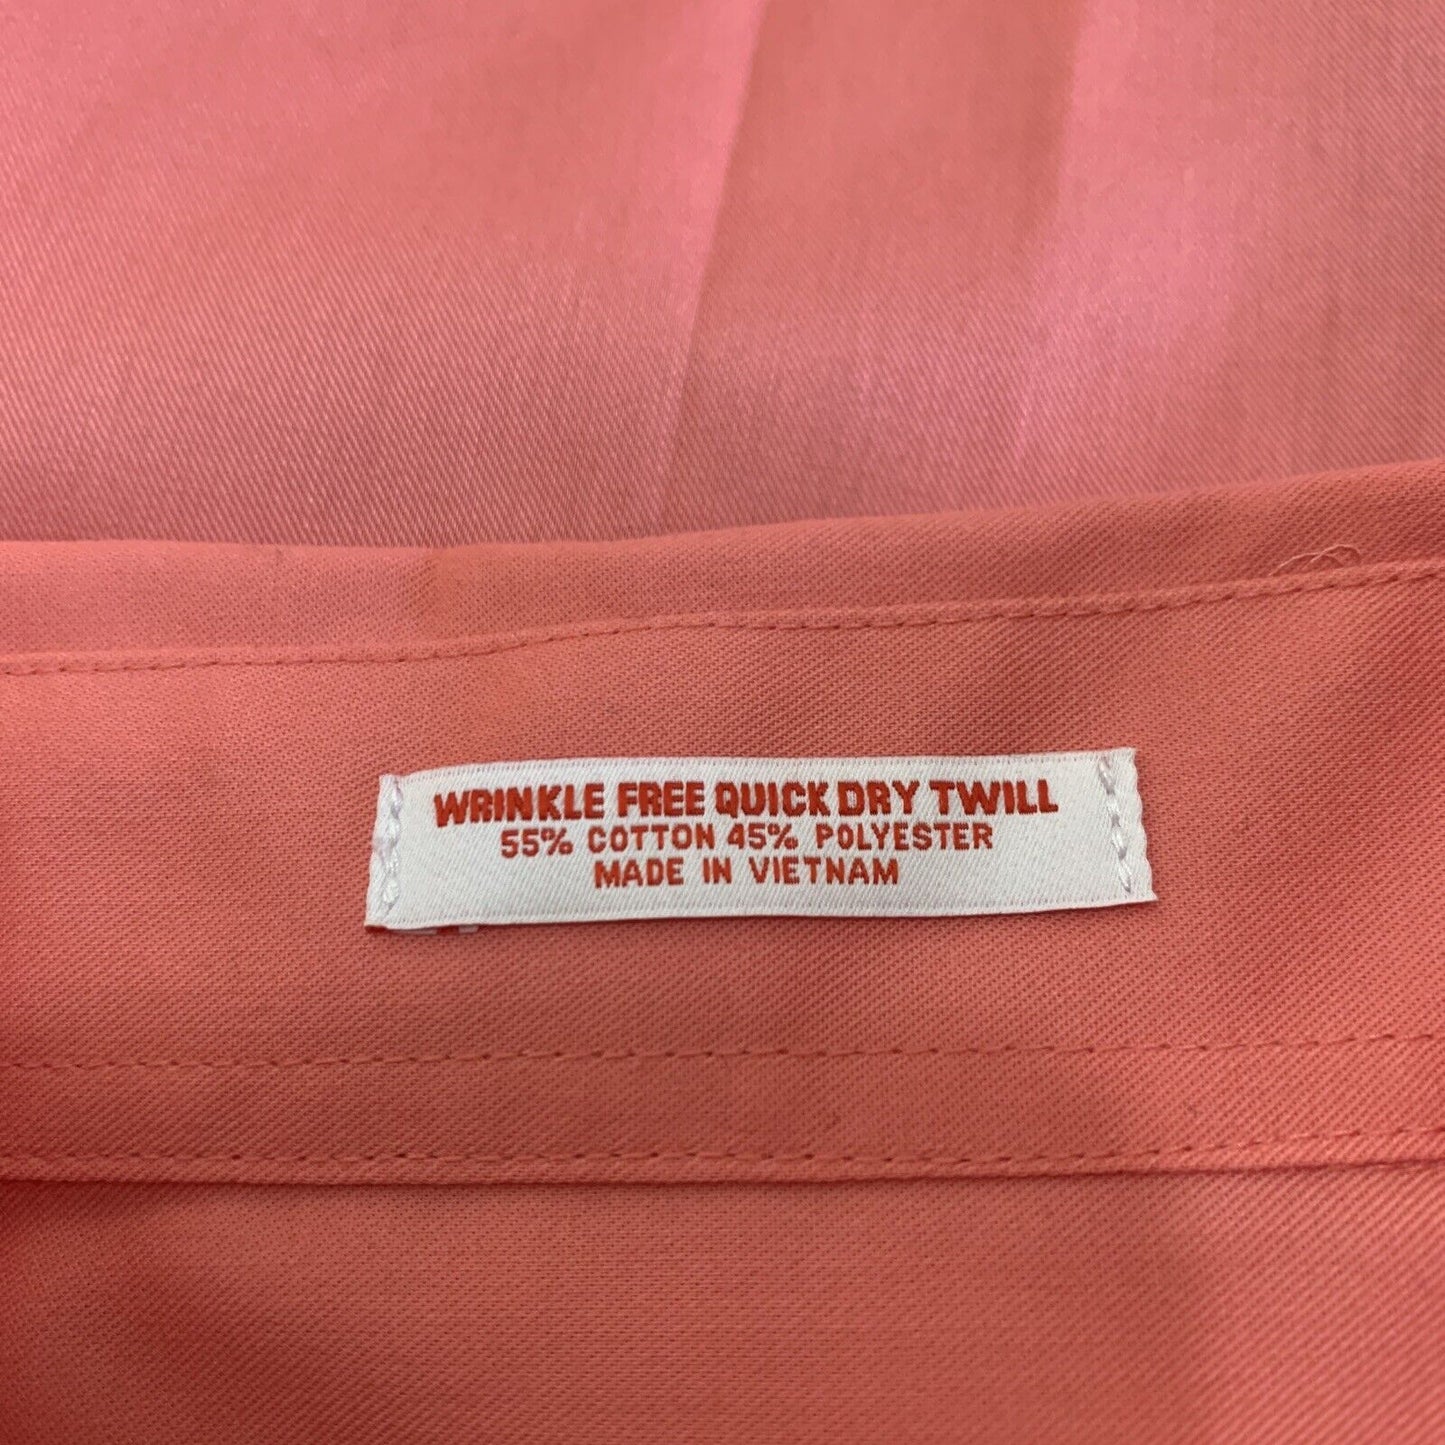 WRINKLE FREE QUICK DRY TWILL
55% COTTON 45% POLYESTER
MADE IN VIETNAM